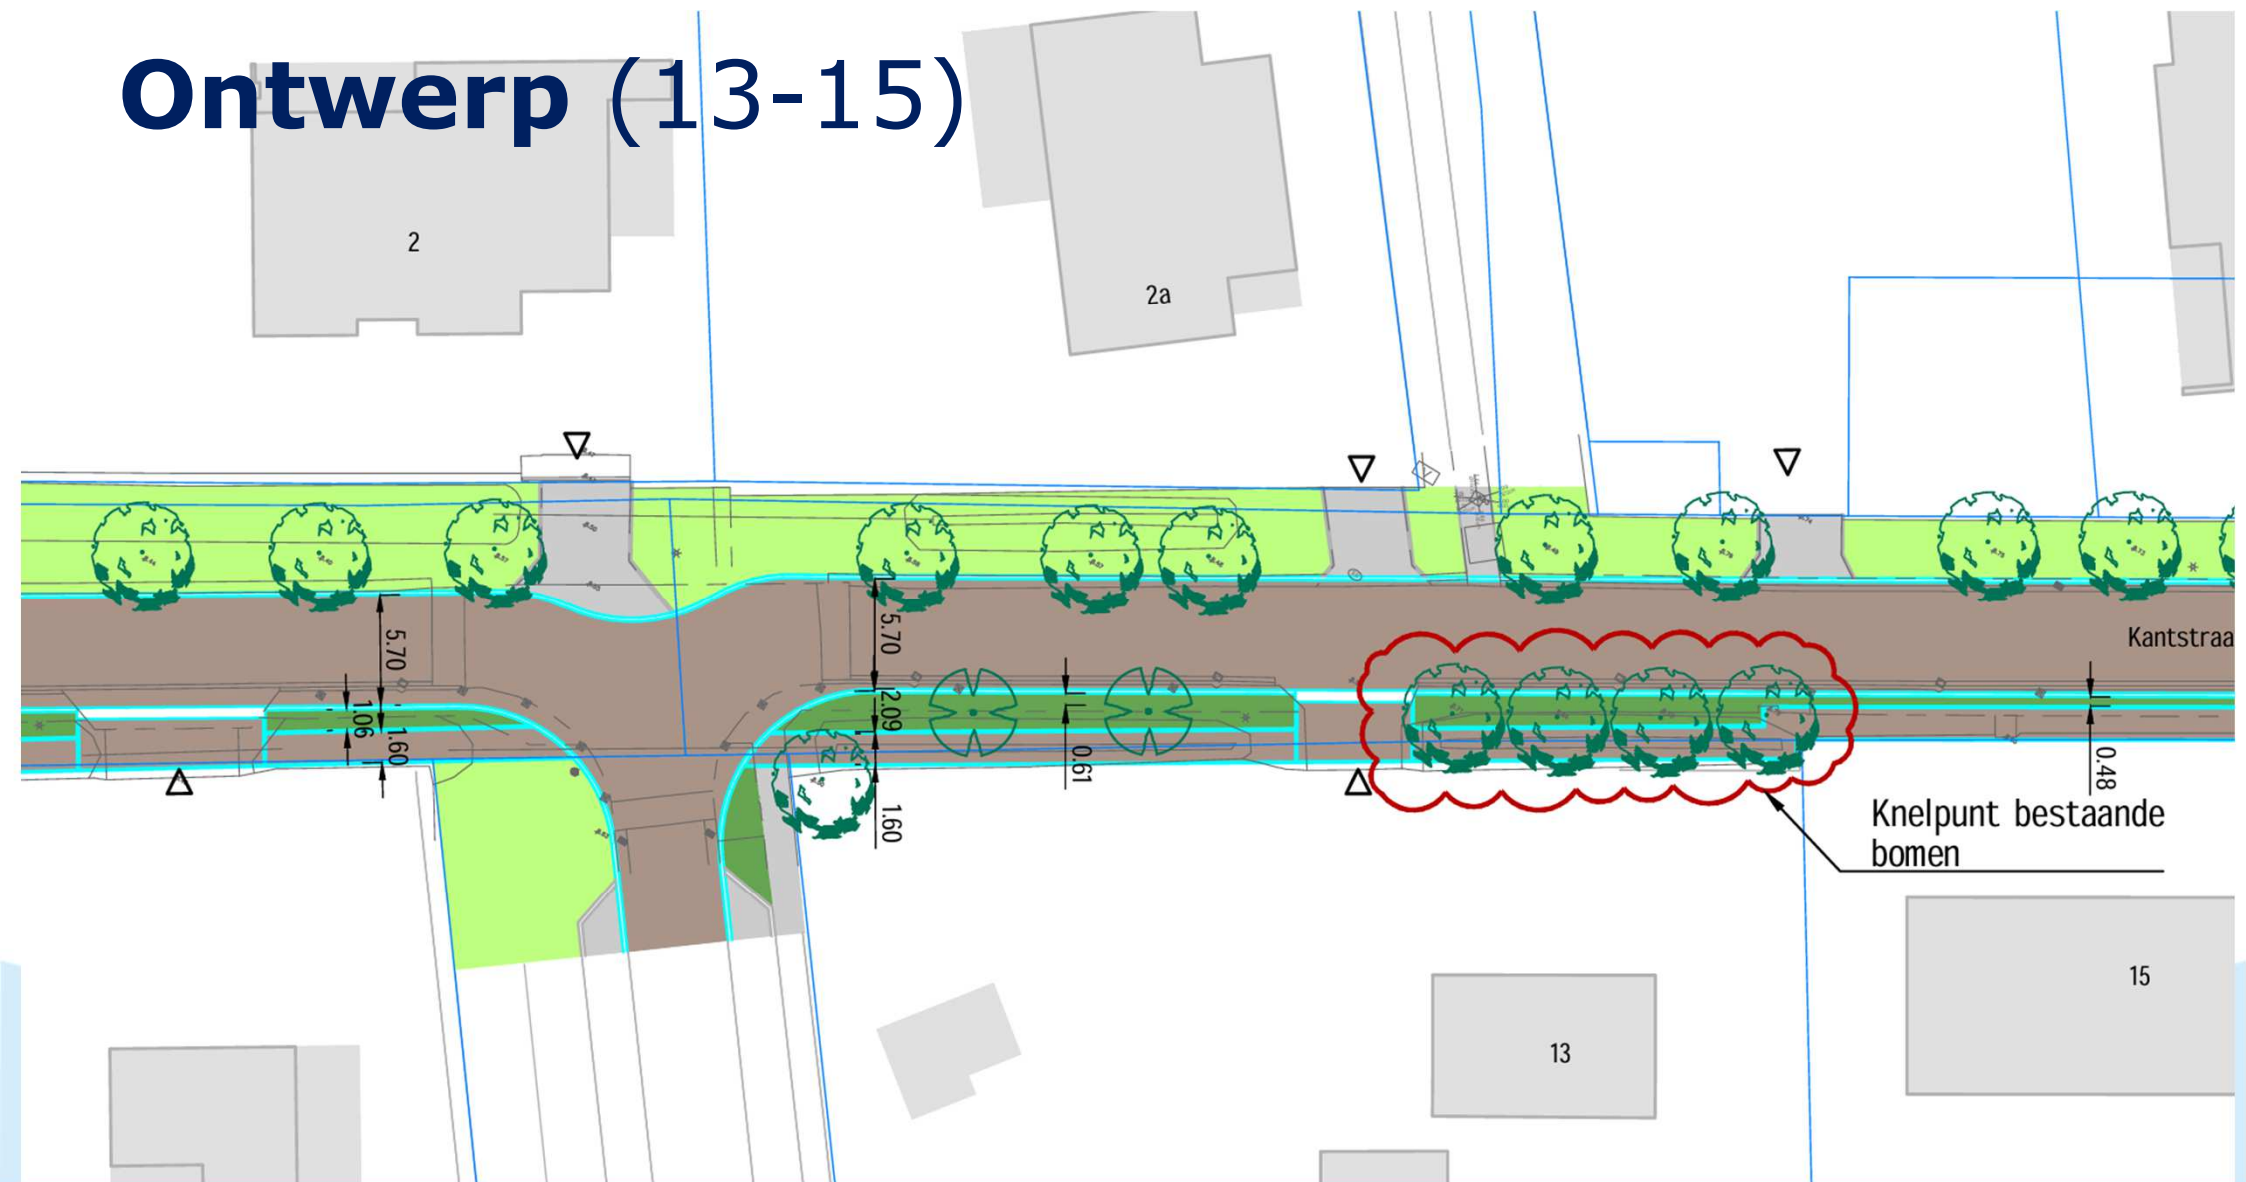 Ontwerp (13-15)
2
2a
5.70
5.70
Kantstraa
1.06
1.60
2.09
0.61
1.60
0.48
Knelpunt bestaande
bomen
13
15